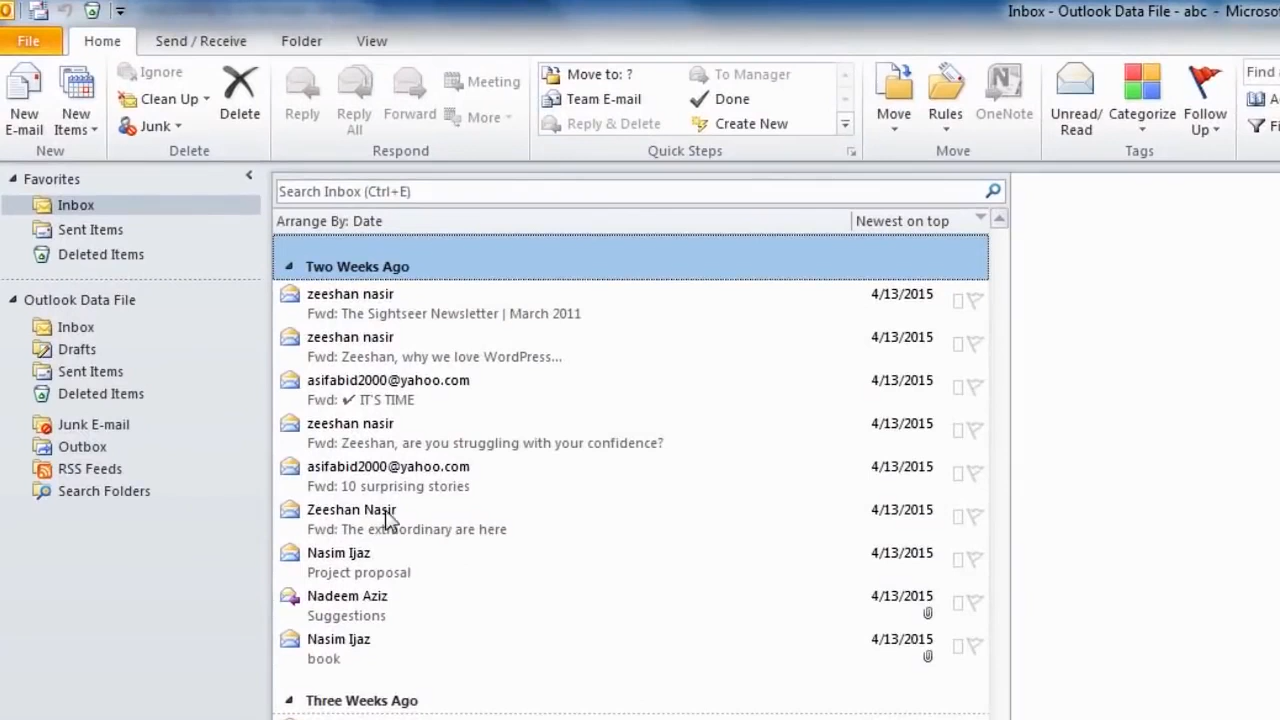 Inbox - Outlook Data File - abc - Microso
File Home Send / Receive Folder View
New E-mail
New Items
New
Ignore
Clean Up
Junk
Delete
Delete
Reply
Reply All
Forward
Meeting
More
Respond
Move to: ?
Team E-mail
Reply & Delete
To Manager
Done
Create New
Quick Steps
Move
Rules
OneNote
Move
Unread/ Read
Categorize
Follow Up
Tags
Find
Favorites
Inbox
Sent Items
Deleted Items
Outlook Data File
Inbox
Drafts
Sent Items
Deleted Items
Junk E-mail
Outbox
RSS Feeds
Search Folders
Search Inbox (Ctrl+E)
Arrange By: Date Newest on top
Two Weeks Ago
zeeshan nasir 4/13/2015
Fwd: The Sightseer Newsletter | March 2011
zeeshan nasir 4/13/2015
Fwd: Zeeshan, why we love WordPress...
asifabid2000@yahoo.com 4/13/2015
Fwd: ✔ IT'S TIME
zeeshan nasir 4/13/2015
Fwd: Zeeshan, are you struggling with your confidence?
asifabid2000@yahoo.com 4/13/2015
Fwd: 10 surprising stories
Zeeshan Nasir 4/13/2015
Fwd: The extraordinary are here
Nasim Ijaz 4/13/2015
Project proposal
Nadeem Aziz 4/13/2015
Suggestions
Nasim Ijaz 4/13/2015
book
Three Weeks Ago